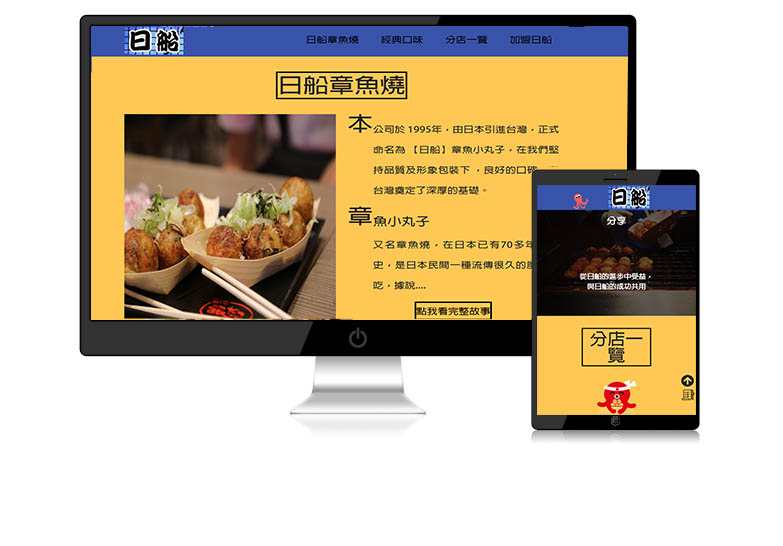 日船
日船章魚燒 經典口味 分店一覽 加盟日船
日船章魚燒
本公司於 1995年，由日本引進台灣，正式
命名為 【日船】章魚小丸子，在我們堅
持品質及形象包裝下 ，良好的口碑
台灣奠定了深厚的基礎。
章魚小丸子
又名章魚燒，在日本已有70多年
史，是日本民間一種流傳很久的
吃，據說....
點我看完整故事
日船
分享
從日船的進步中受益，
與日船的成功共用
分店一
覽